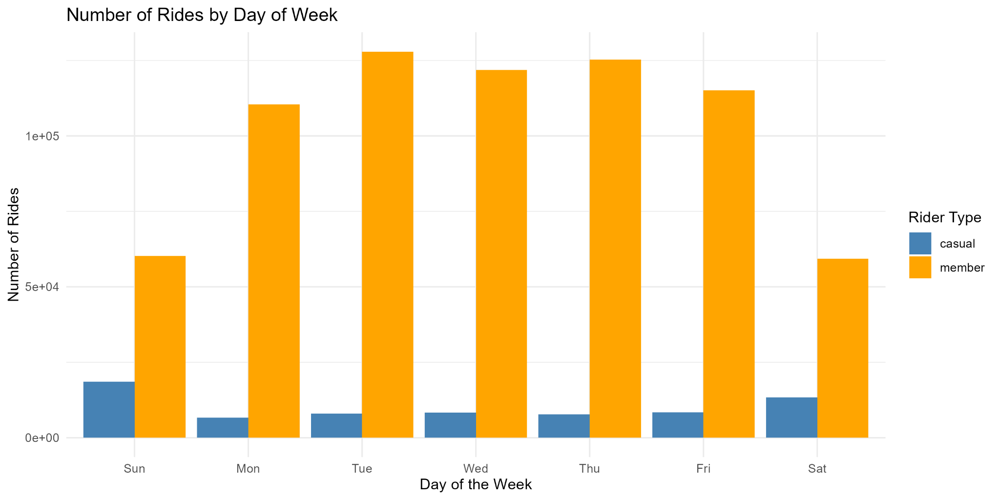 Number of Rides by Day of Week
Number of Rides
1e+05
5e+04
0e+00
Sun Mon Tue Wed Thu Fri Sat
Day of the Week
Rider Type
casual
member